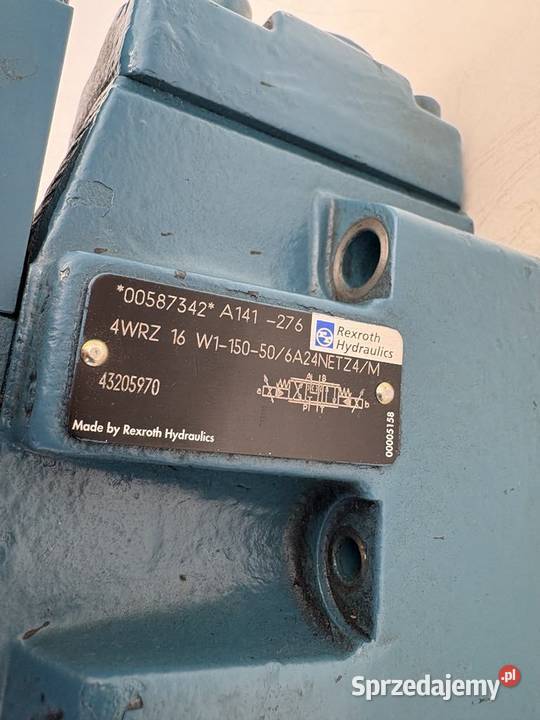 *00587342* A141 -276
Rexroth
Hydraulics
4WRZ 16 W1-150-50/6A24NETZ4/M
43205970
A B
a b
P T Y
Made by Rexroth Hydraulics
00005158
Sprzedajemy.pl